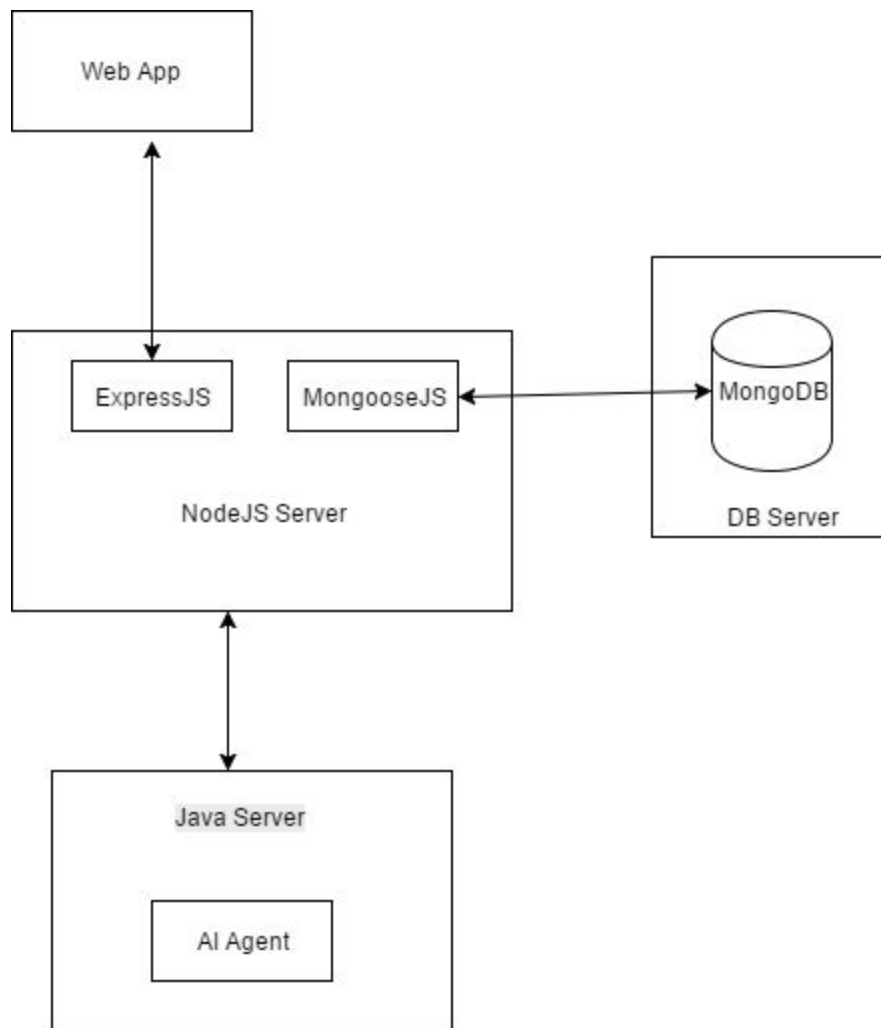 Web App
ExpressJS
MongooseJS
MongoDB
NodeJS Server
DB Server
Java Server
AI Agent